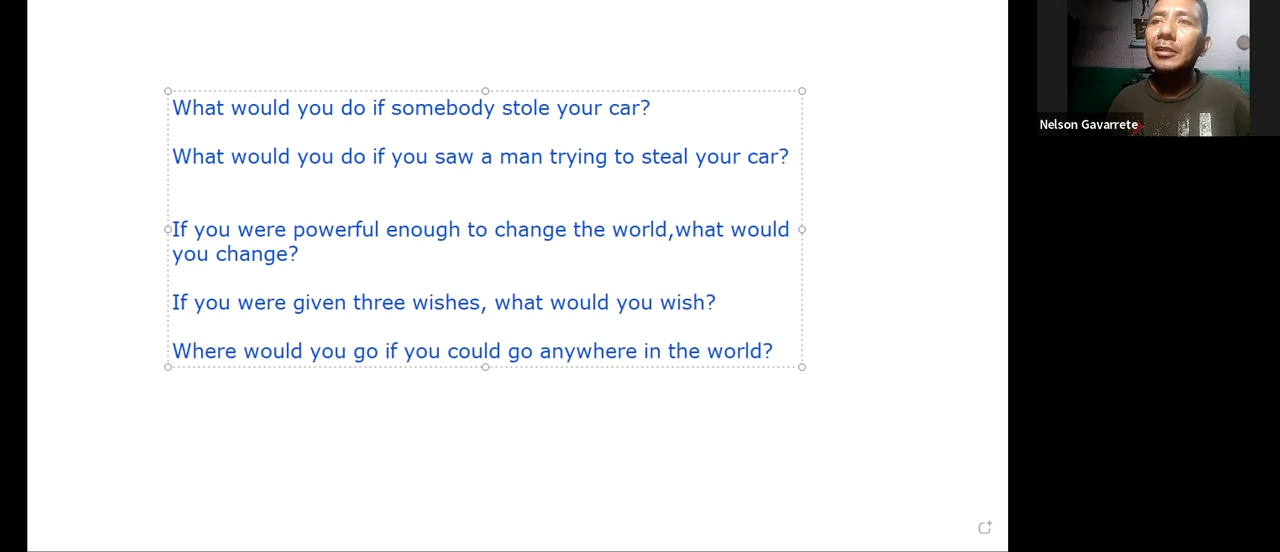 What would you do if somebody stole your car?
What would you do if you saw a man trying to steal your car?
If you were powerful enough to change the world,what would
you change?
If you were given three wishes, what would you wish?
Where would you go if you could go anywhere in the world?
Nelson Gavarrete